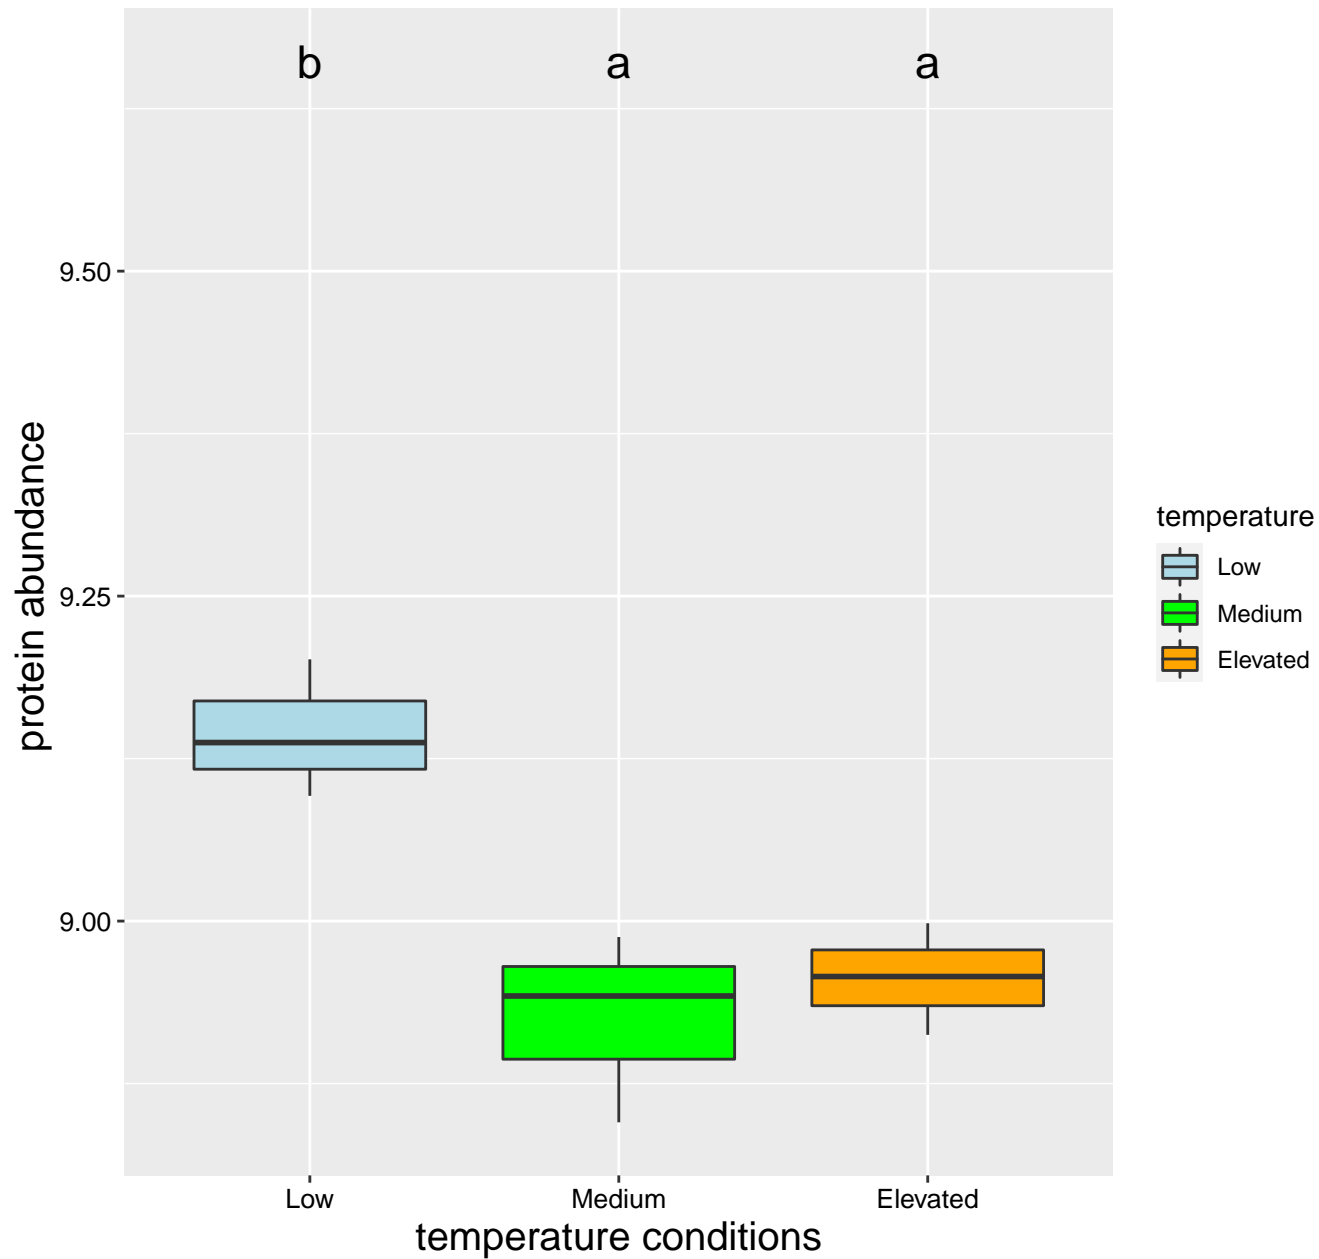 b a a
9.50
9.25
9.00
protein abundance
Low Medium Elevated
temperature conditions
temperature
Low
Medium
Elevated